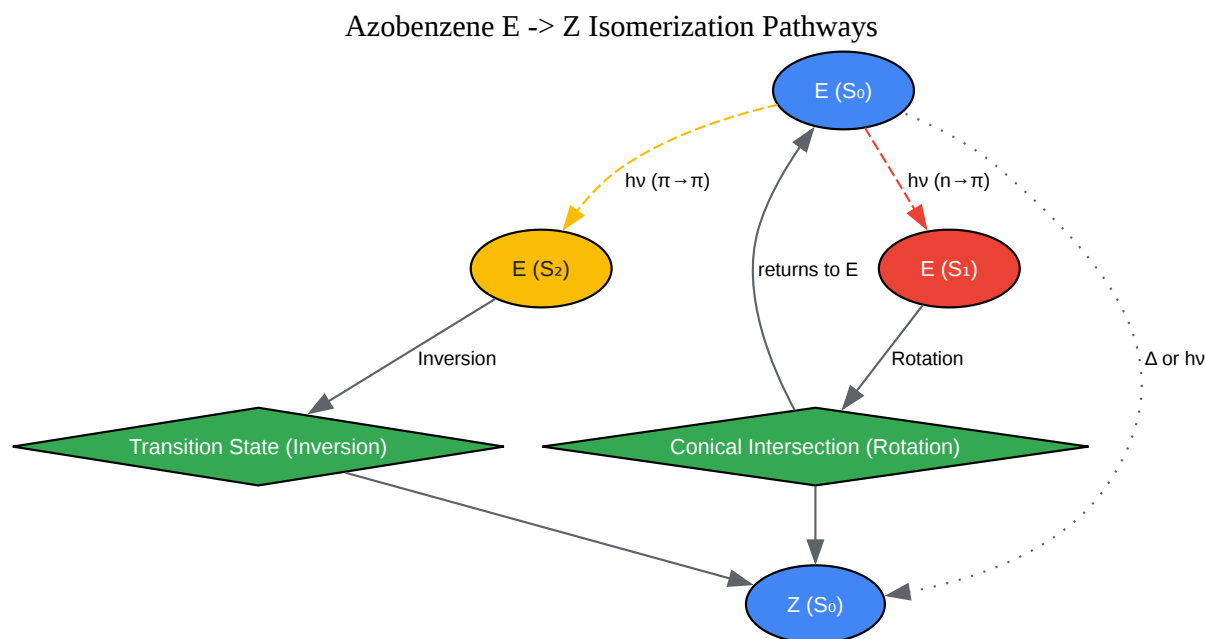 Azobenzene E -> Z Isomerization Pathways
E (S₀)
hν (π→π)
hν (n→π)
E (S₂)
returns to E
E (S₁)
Inversion
Rotation
Δ or hν
Transition State (Inversion)
Conical Intersection (Rotation)
Z (S₀)